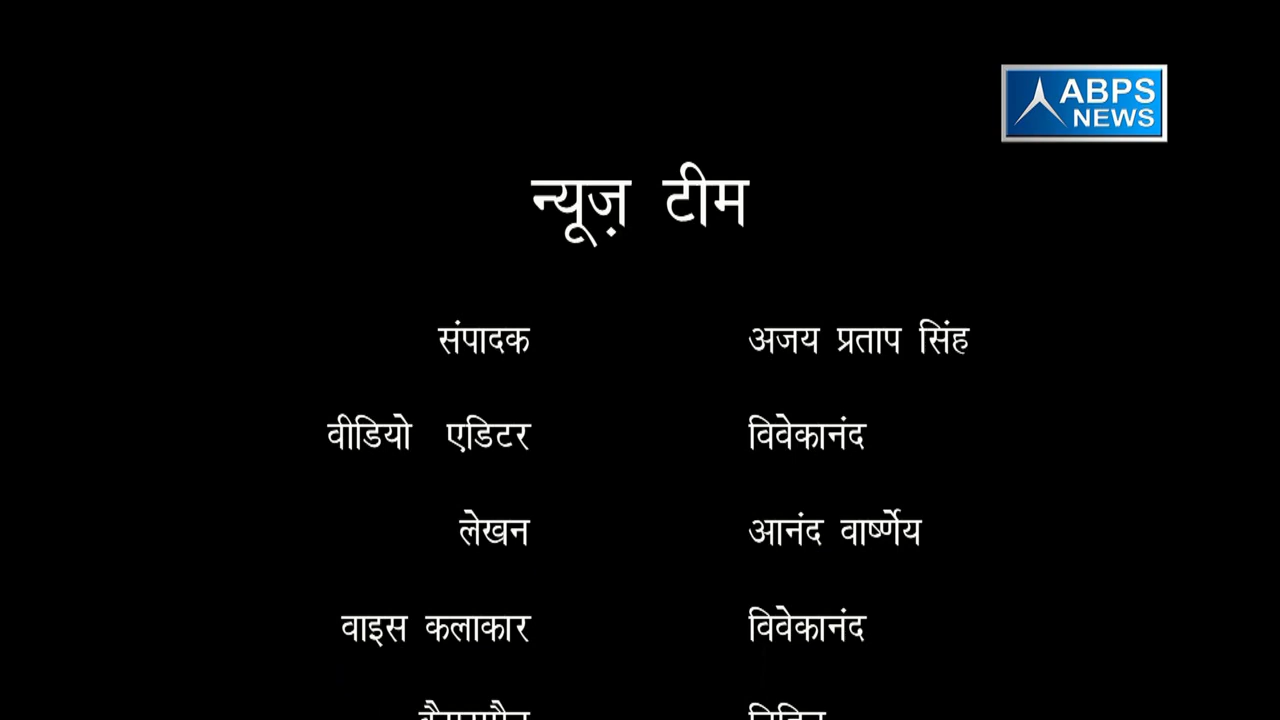 ABPS
NEWS
न्यूज़ टीम
संपादक अजय प्रताप सिंह
वीडियो एडिटर विवेकानंद
लेखन आनंद वार्ष्णेय
वाइस कलाकार विवेकानंद